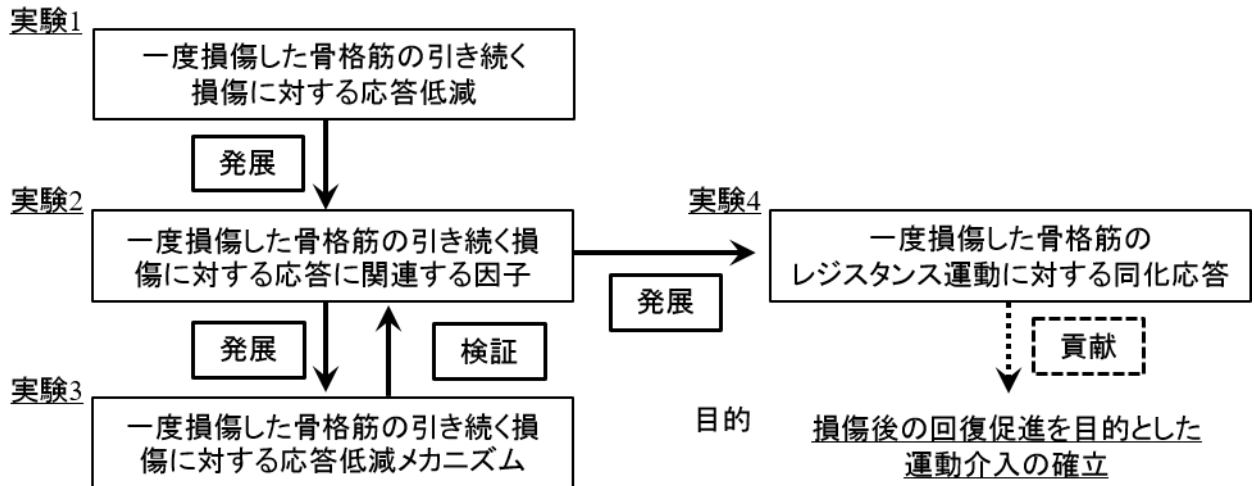 実験1
一度損傷した骨格筋の引き続く
損傷に対する応答低減
発展
実験2
一度損傷した骨格筋の引き続く損
傷に対する応答に関連する因子
実験4
一度損傷した骨格筋の
レジスタンス運動に対する同化応答
発展
発展
検証
貢献
実験3
一度損傷した骨格筋の引き続く損
傷に対する応答低減メカニズム
目的
損傷後の回復促進を目的とした
運動介入の確立